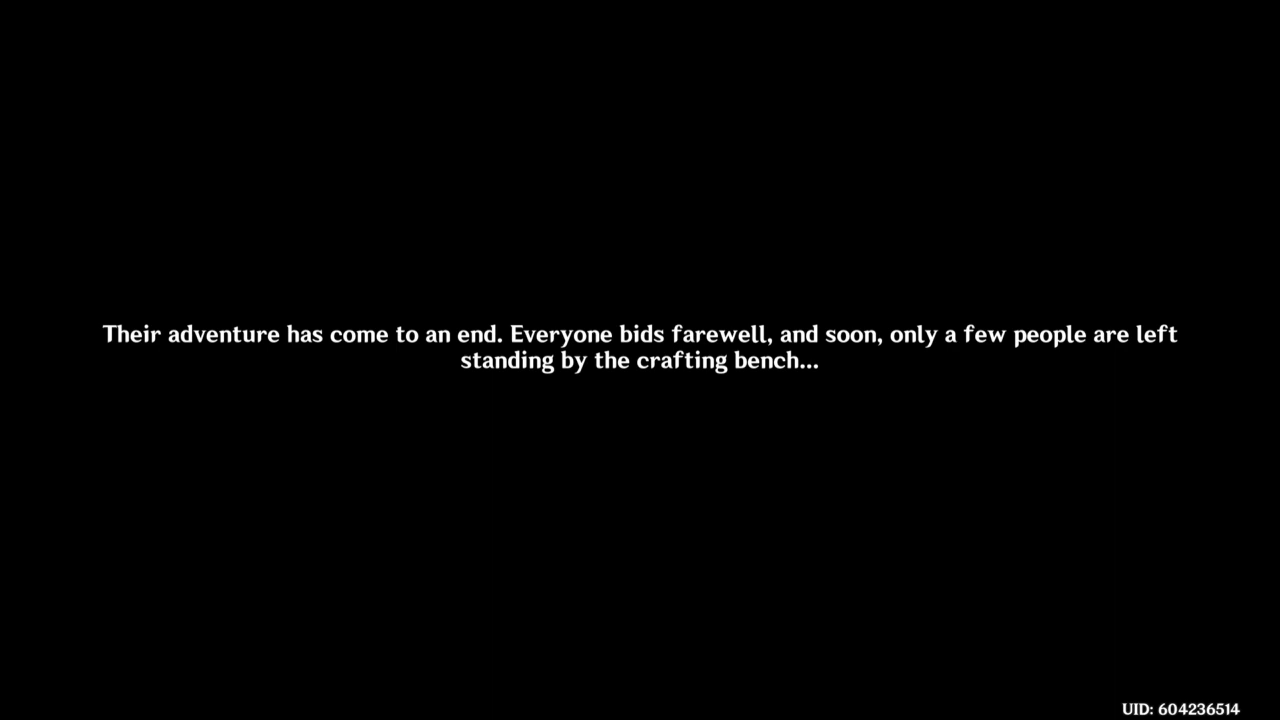 Their adventure has come to an end. Everyone bids farewell, and soon, only a few people are left
standing by the crafting bench...
UID: 604236514